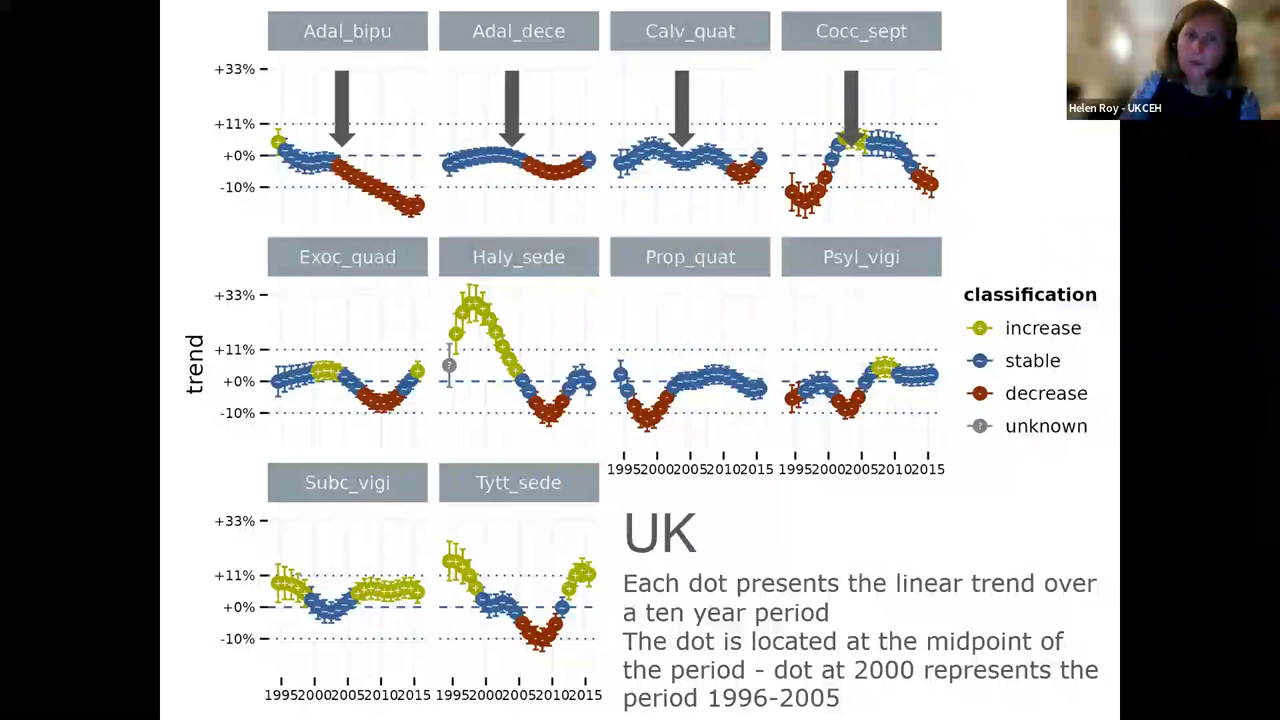 Adal_bipu Adal_dece Calv_quat Cocc_sept
Helen Roy - UKCEH
+33%
+11%
+0%
-10%
Exoc_quad Haly_sede Prop_quat Psyl_vigi
trend
+33%
+11%
+0%
-10%
classification
increase
stable
decrease
? unknown
?
1995 2000 2005 2010 2015 1995 2000 2005 2010 2015
Subc_vigi Tytt_sede
+33%
+11%
+0%
-10%
1995 2000 2005 2010 2015 1995 2000 2005 2010 2015
UK
Each dot presents the linear trend over
a ten year period
The dot is located at the midpoint of
the period - dot at 2000 represents the
period 1996-2005